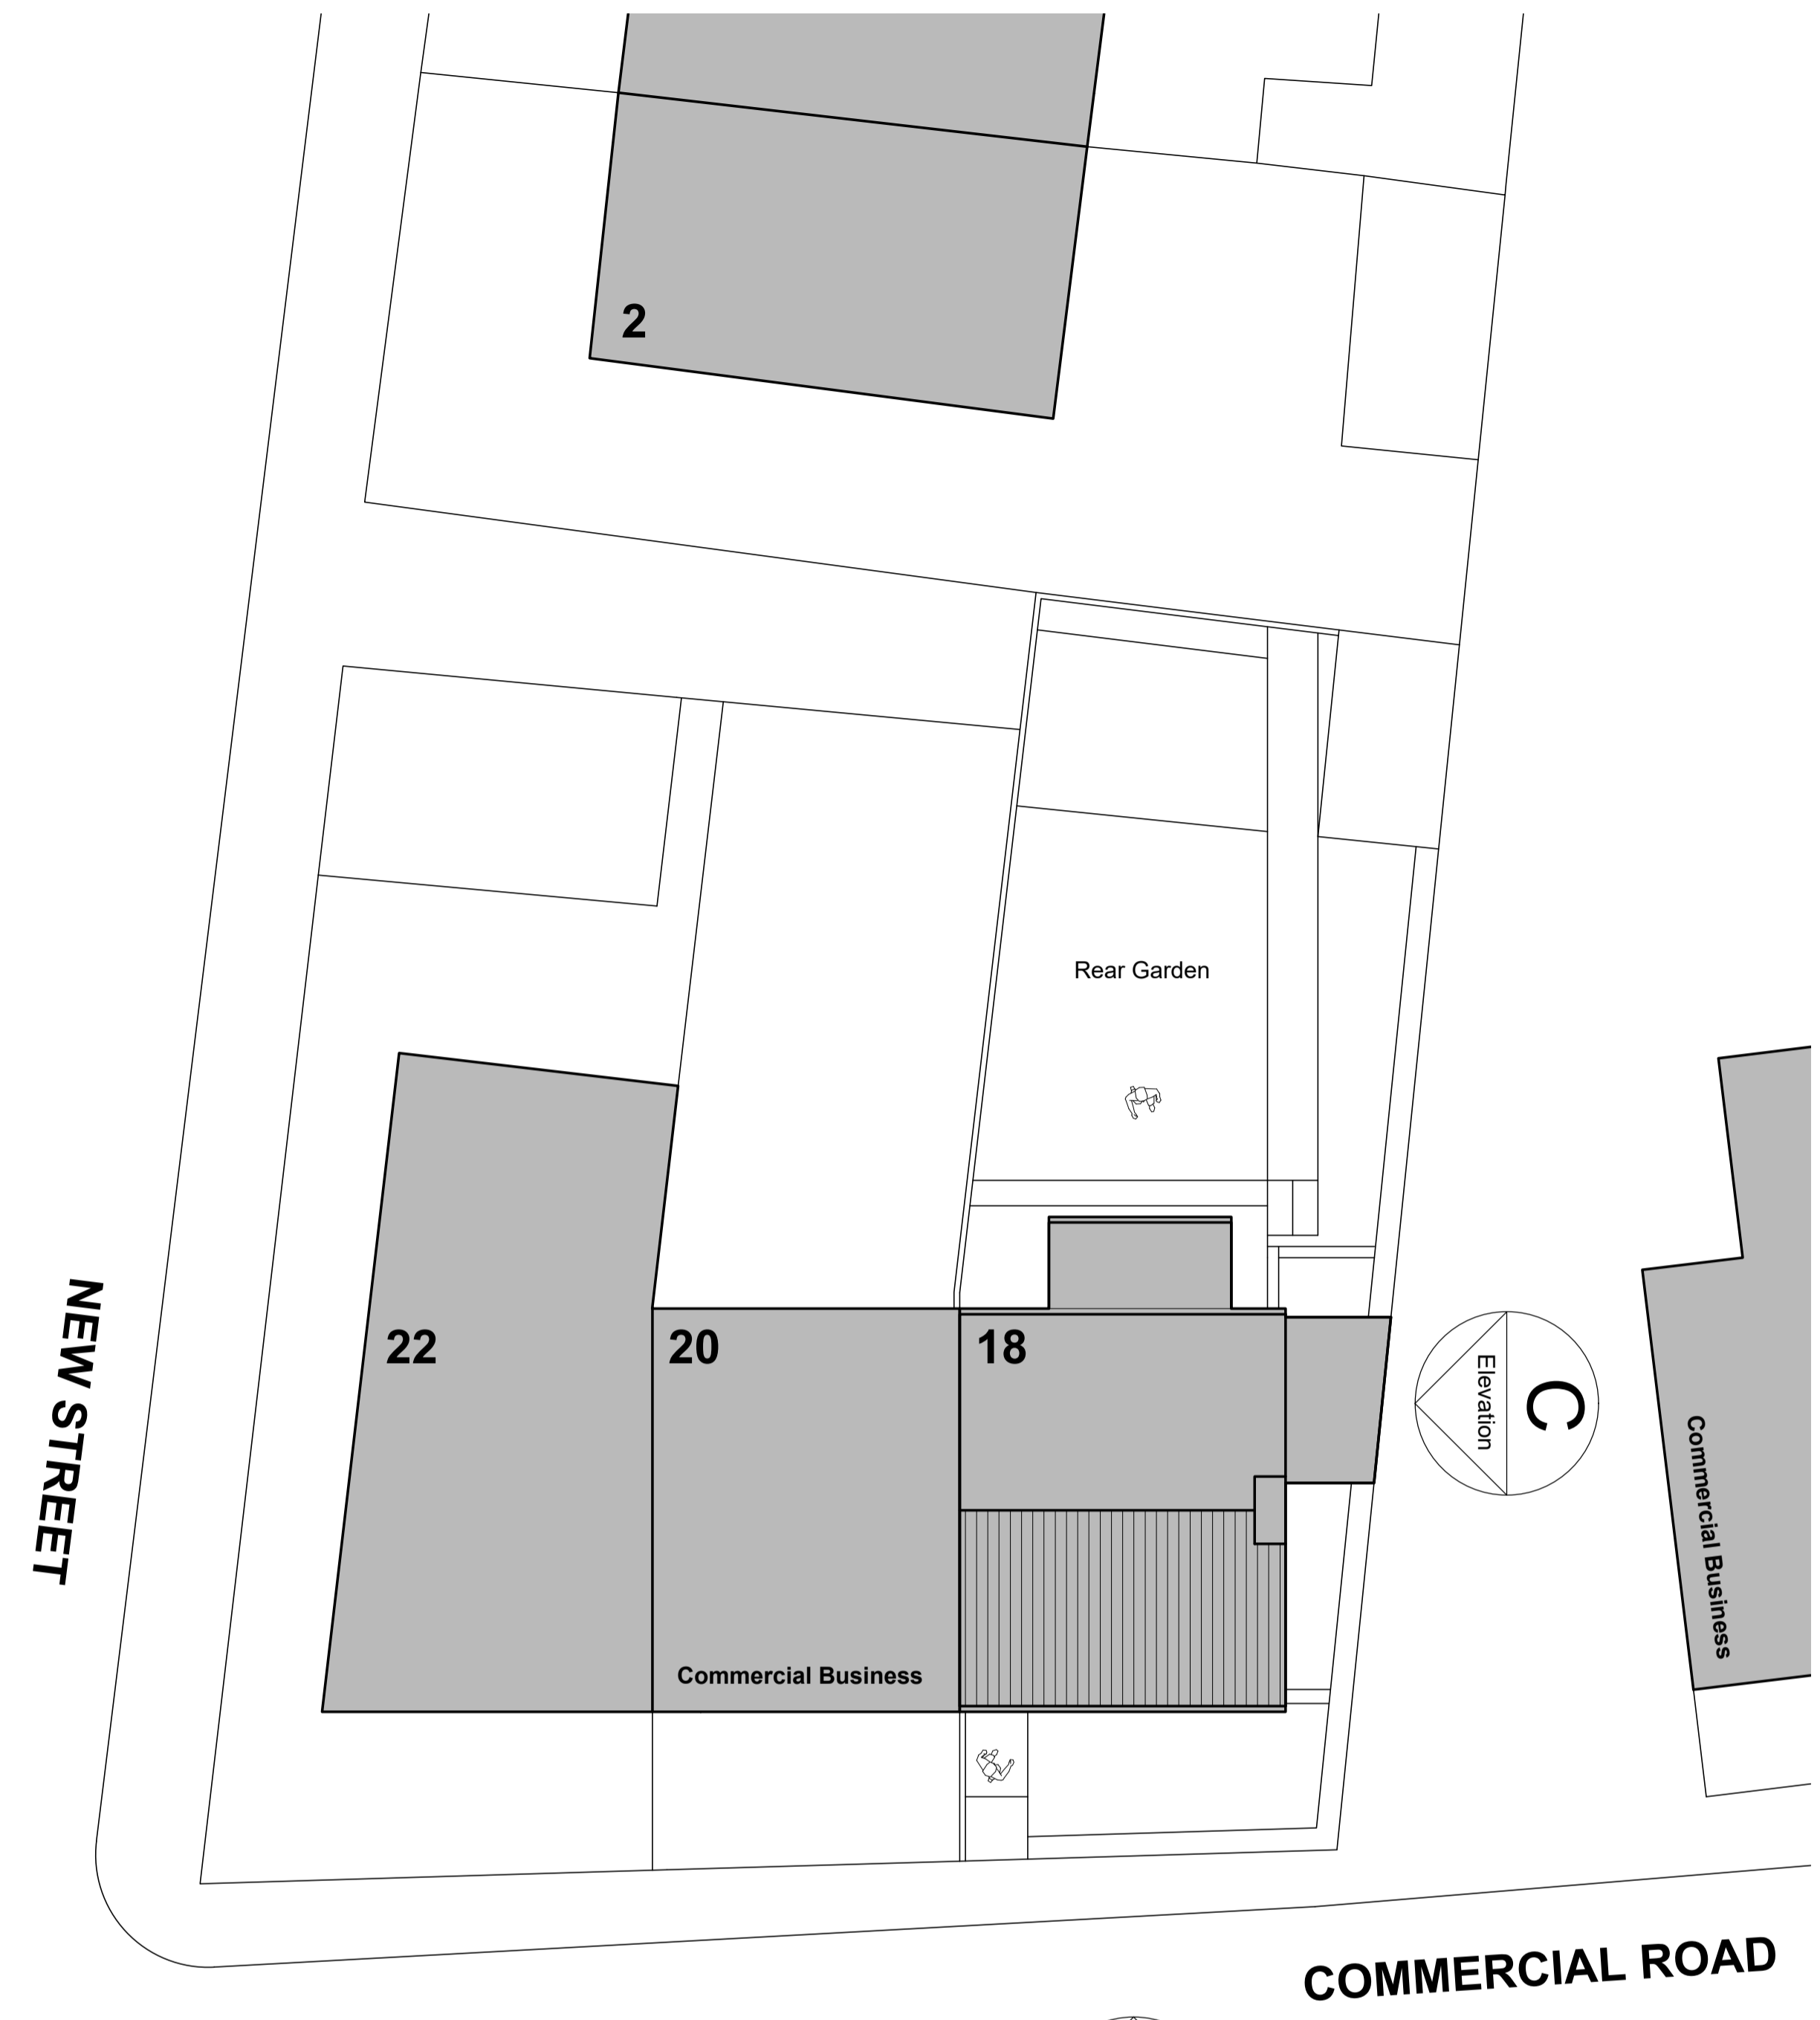 2
Rear Garden
22
20
18
C
Elevation
Commercial Business
NEW STREET
Commercial Business
COMMERCIAL ROAD